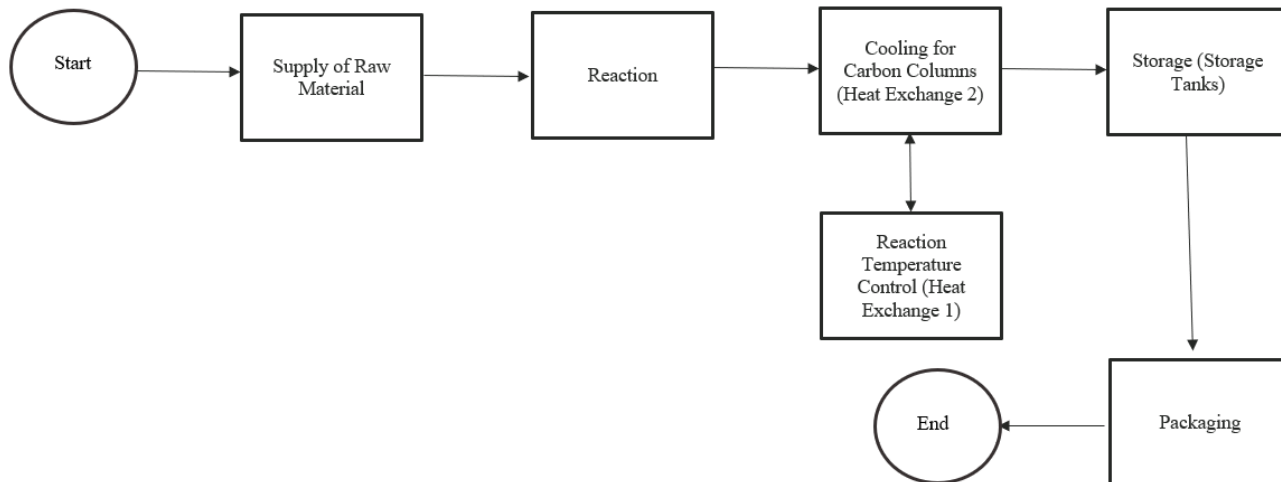 Start
Supply of Raw
Material
Reaction
Cooling for
Carbon Columns
(Heat Exchange 2)
Storage (Storage
Tanks)
Reaction
Temperature
Control (Heat
Exchange 1)
End
Packaging